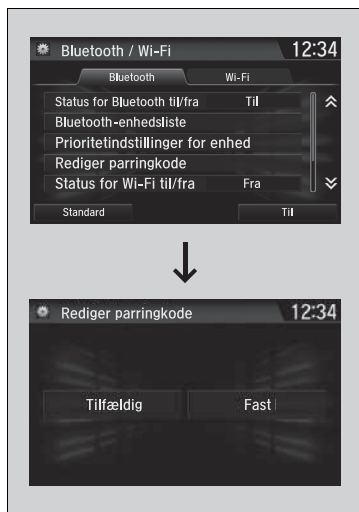 Bluetooth / Wi-Fi 12:34
Bluetooth Wi-Fi
Status for Bluetooth til/fra Til
Bluetooth-enhedsliste
Prioritetindstillinger for enhed
Rediger parringkode
Status for Wi-Fi til/fra Fra
Standard Til
Rediger parringkode 12:34
Tilfældig Fast